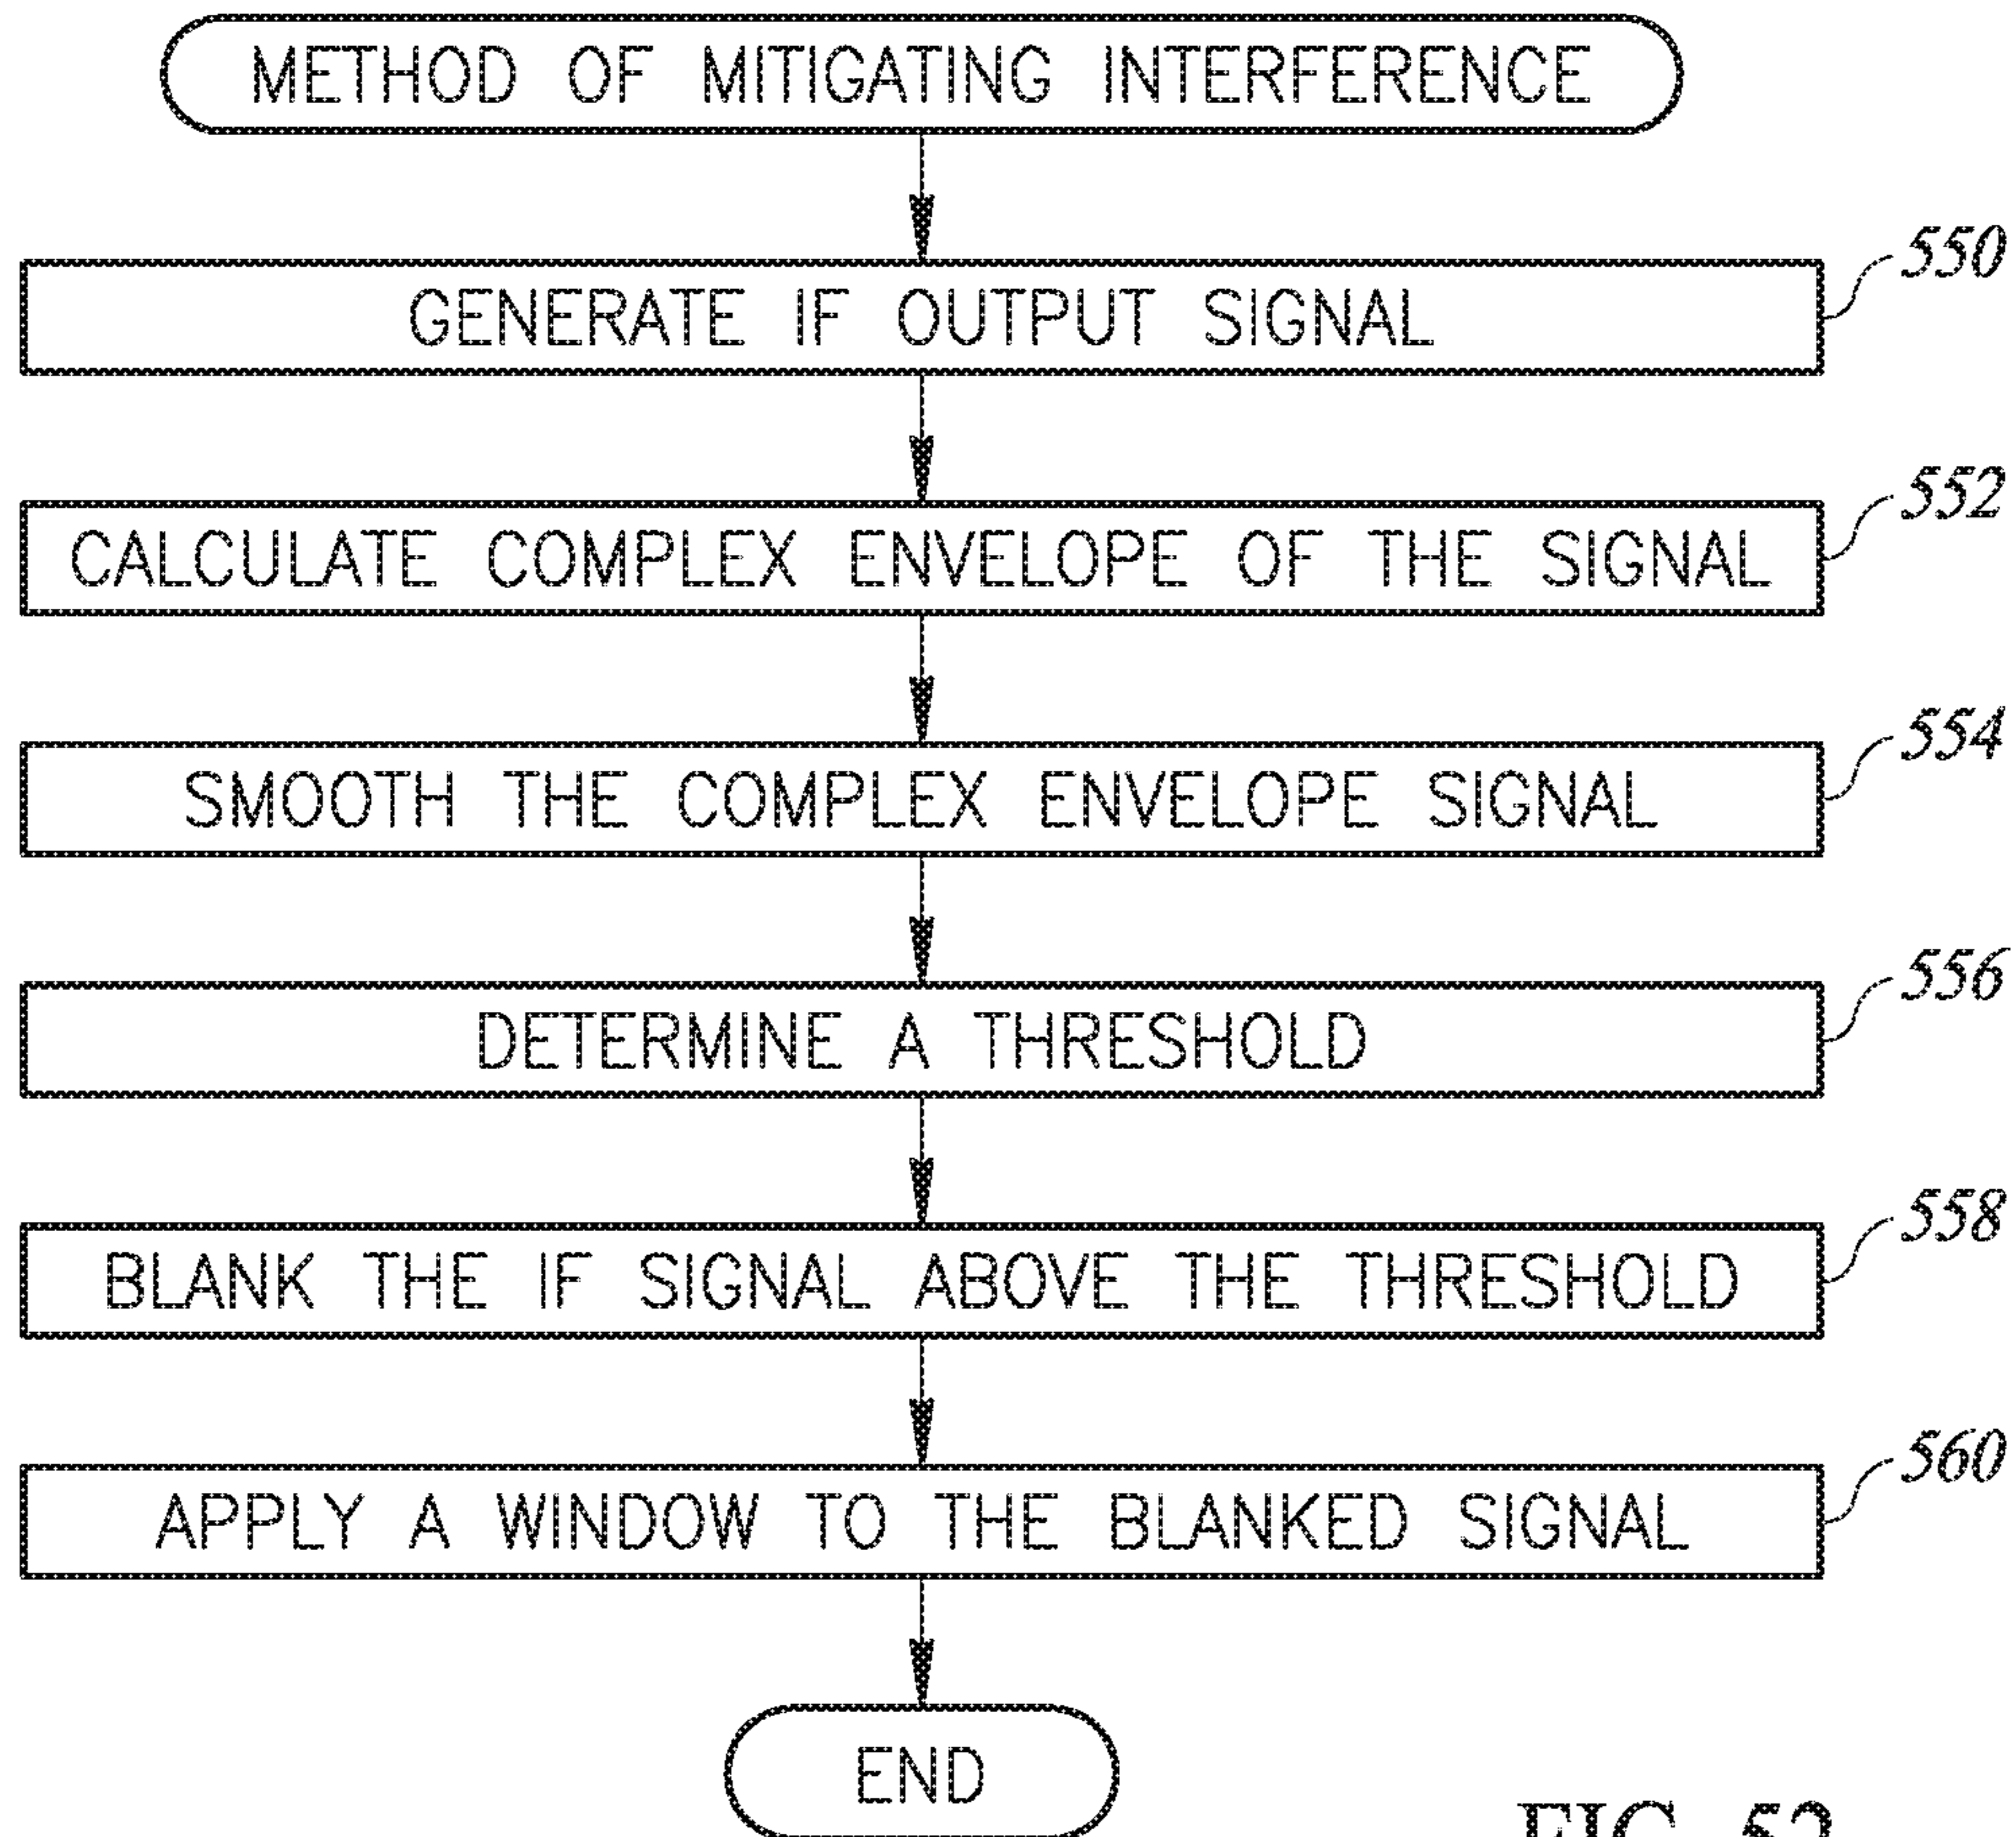 METHOD OF MITIGATING INTERFERENCE
550
GENERATE IF OUTPUT SIGNAL
552
CALCULATE COMPLEX ENVELOPE OF THE SIGNAL
554
SMOOTH THE COMPLEX ENVELOPE SIGNAL
556
DETERMINE A THRESHOLD
558
BLANK THE IF SIGNAL ABOVE THE THRESHOLD
560
APPLY A WINDOW TO THE BLANKED SIGNAL
END
FIG. 52